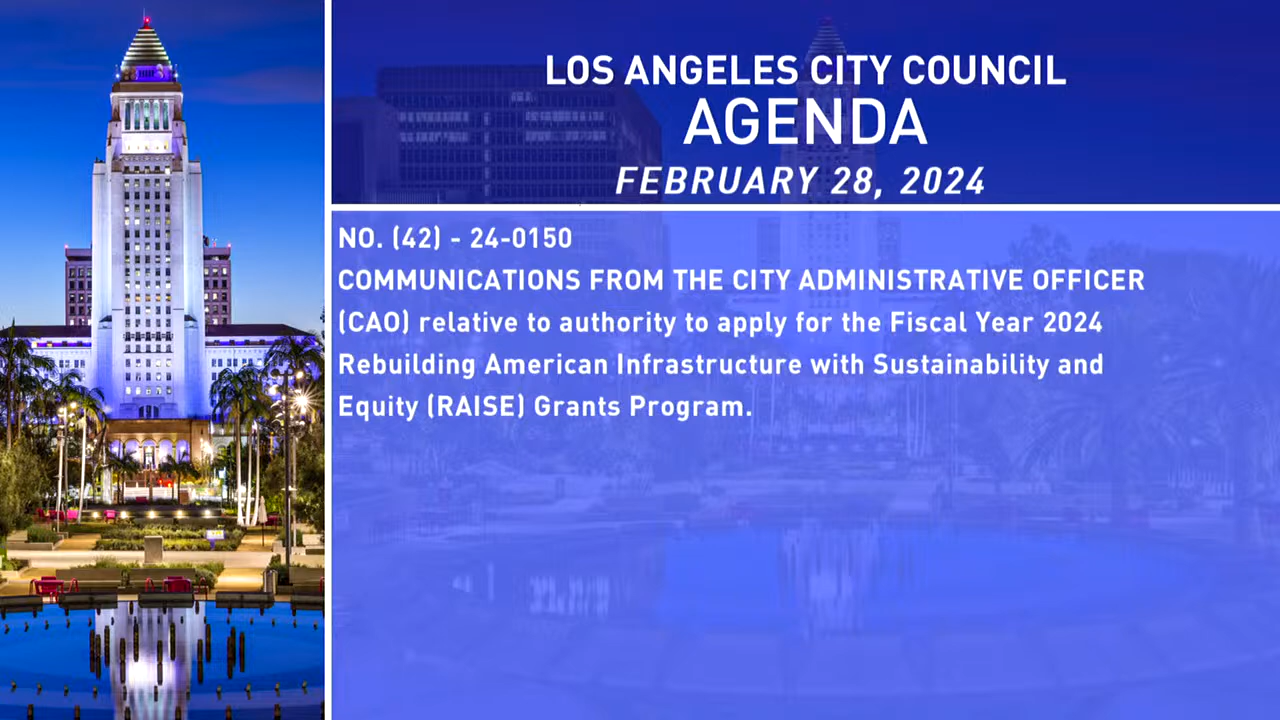 LOS ANGELES CITY COUNCIL
AGENDA
FEBRUARY 28, 2024
NO. (42) - 24-0150
COMMUNICATIONS FROM THE CITY ADMINISTRATIVE OFFICER
(CAO) relative to authority to apply for the Fiscal Year 2024
Rebuilding American Infrastructure with Sustainability and
Equity (RAISE) Grants Program.